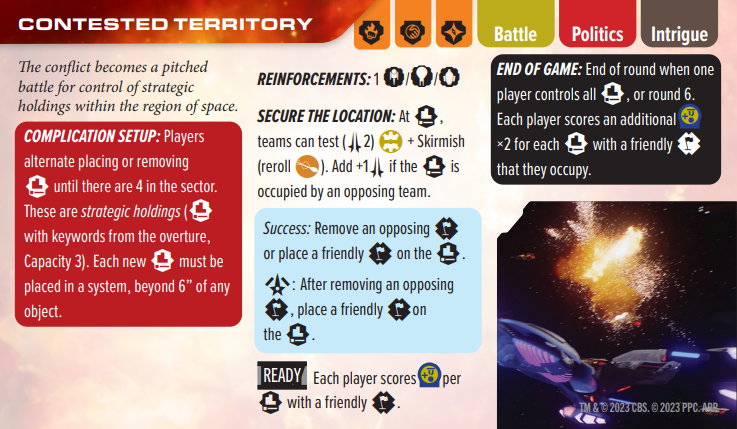 CONTESTED TERRITORY
Battle
Politics
Intrigue
The conflict becomes a pitched
battle for control of strategic
holdings within the region of space.
COMPLICATION SETUP: Players
alternate placing or removing
until there are 4 in the sector.
These are strategic holdings (
with keywords from the overture,
Capacity 3). Each new must be
placed in a system, beyond 6” of any
object.
REINFORCEMENTS: 1 / /
SECURE THE LOCATION: At ,
teams can test ( 2) + Skirmish
(reroll ). Add +1 if the is
occupied by an opposing team.
Success: Remove an opposing
or place a friendly on the .
: After removing an opposing
, place a friendly on
the .
READY Each player scores per
with a friendly .
END OF GAME: End of round when one
player controls all , or round 6.
Each player scores an additional
×2 for each with a friendly
that they occupy.
TM & © 2023 CBS. © 2023 PPC. ARR.